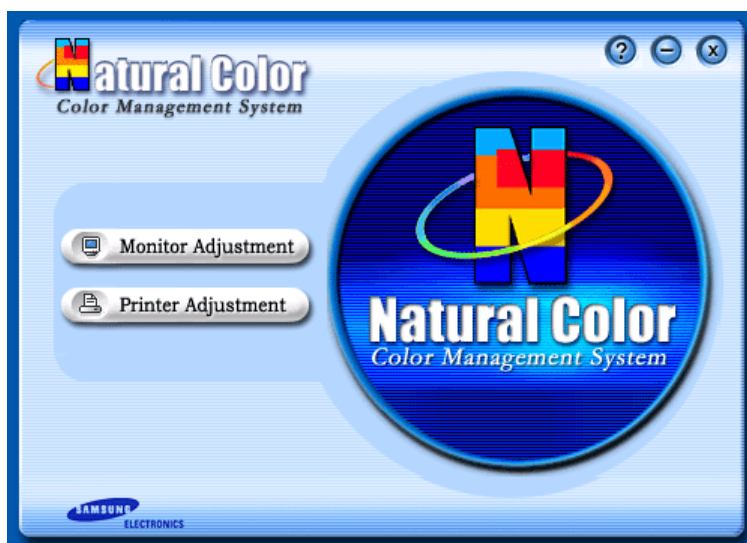 Natural Color
Color Management System
?
x
Monitor Adjustment
Printer Adjustment
N
Natural Color
Color Management System
SAMSUNG
ELECTRONICS